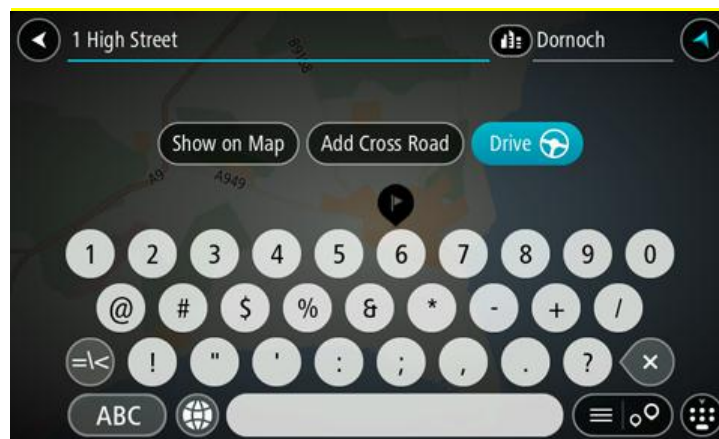 1 High Street Dornoch
B9168
Show on Map Add Cross Road Drive
A9 A949
1 2 3 4 5 6 7 8 9 0
@ # $ % & * - + /
=\< ! " ' : ; , . ?
ABC